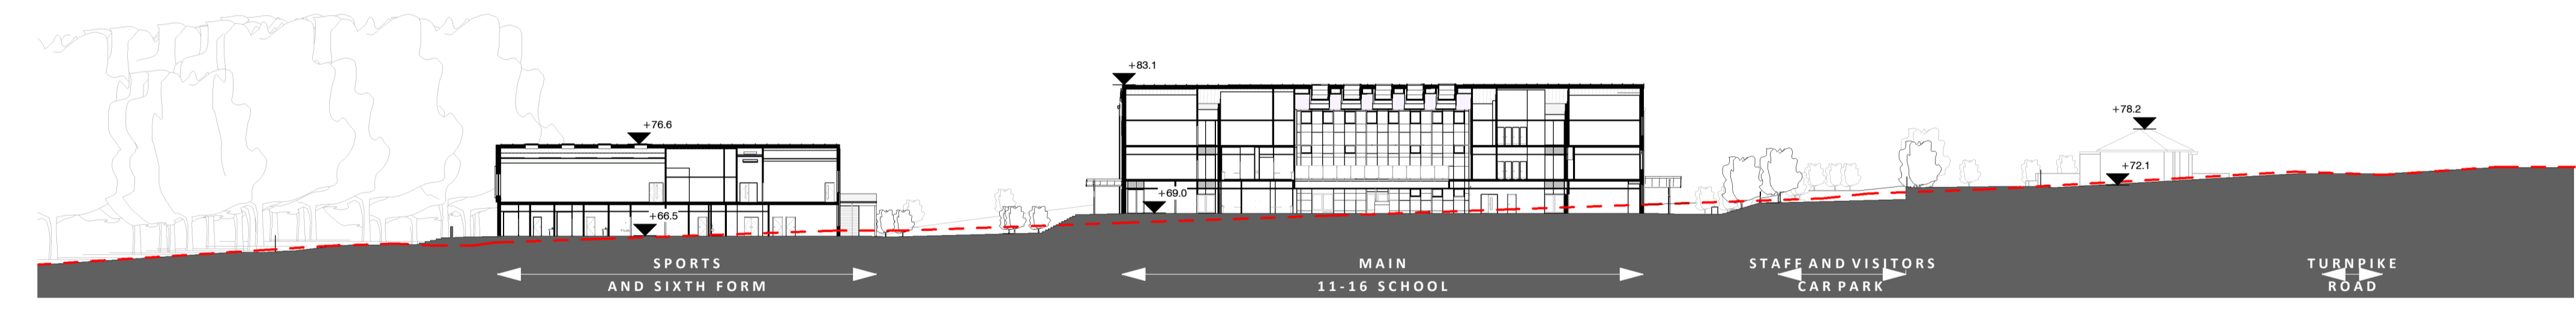 +83.1
+76.6
+78.2
+72.1
+69.0
+66.5
SPORTS
AND SIXTH FORM
MAIN
11-16 SCHOOL
STAFF AND VISITORS
CAR PARK
TURNPIKE
ROAD